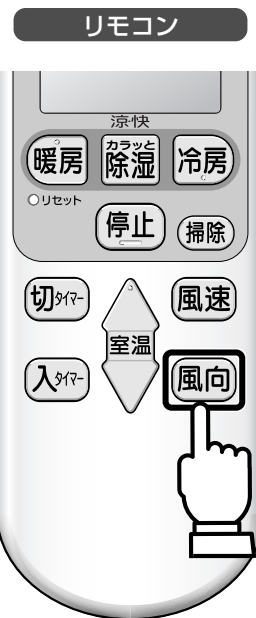 リモコン
涼快
暖房 カラッと除湿 冷房
リセット
停止 掃除
切タイマー 風速
室温
入タイマー 風向